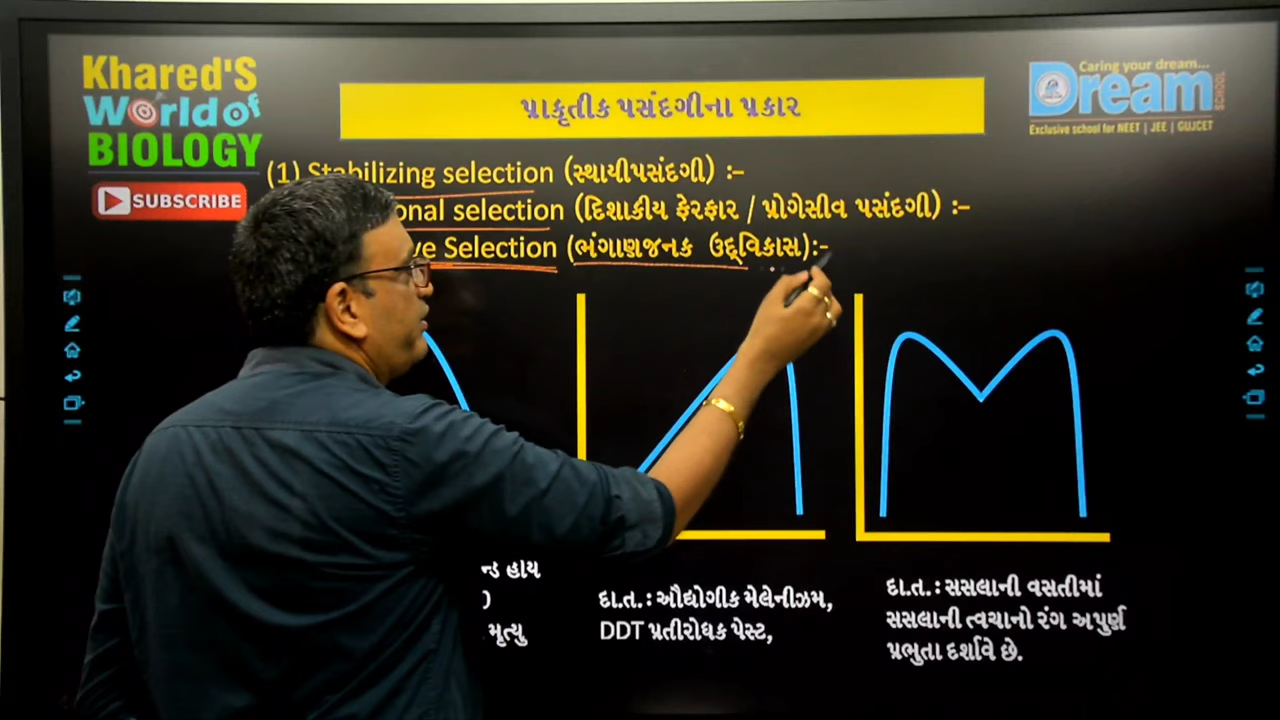 Khared'S
World of
BIOLOGY
SUBSCRIBE
Caring your dream...
Dream
SCHOOL
Exclusive school for NEET | JEE | GUJCET
પ્રાકૃતીક પસંદગીના પ્રકાર
(1) Stabilizing selection (સ્થાયીપસંદગી) :-
onal selection (દિશાકીય ફેરફાર / પ્રોગેસીવ પસંદગી) :-
ve Selection (ભંગાણજનક ઉદ્દ્વિકાસ):-
ન્ડ હાય
)
મૃત્યુ
દા.ત. : ઔદ્યોગીક મેલેનીઝમ,
DDT પ્રતીરોધક પેસ્ટ,
દા.ત. : સસલાની વસતીમાં
સસલાની ત્વચાનો રંગ અપુર્ણ
પ્રભુતા દર્શાવે છે.